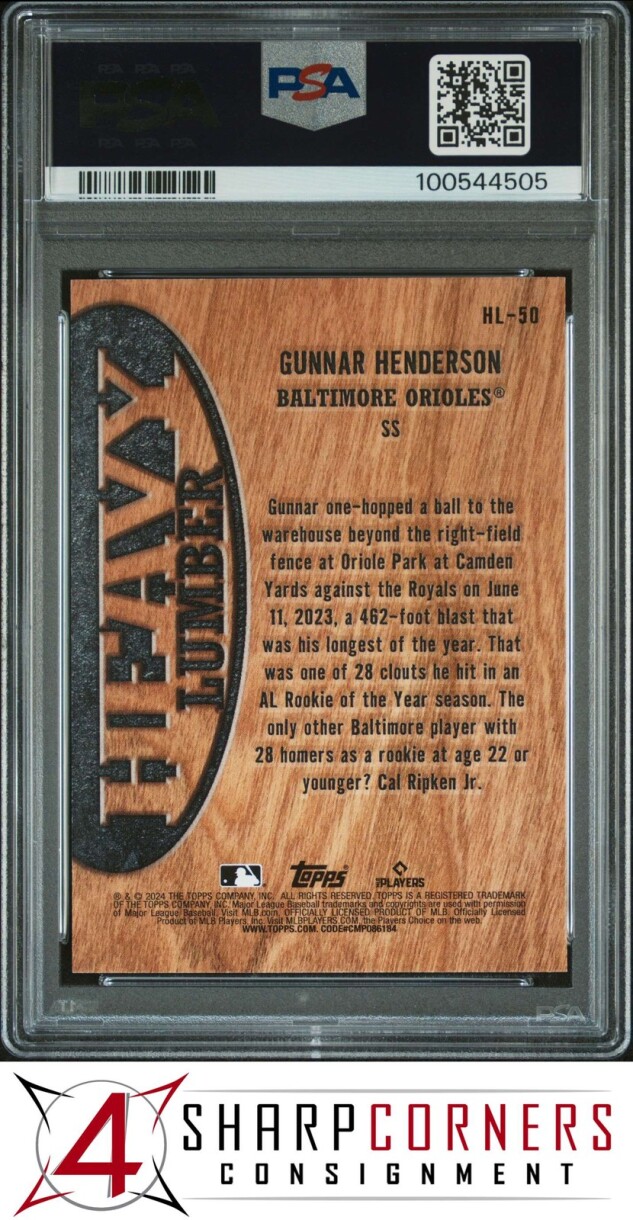 PSA
100544505
HL-50
GUNNAR HENDERSON
BALTIMORE ORIOLES®
SS
HEAVY
LUMBER
Gunnar one-hopped a ball to the
warehouse beyond the right-field
fence at Oriole Park at Camden
Yards against the Royals on June
11, 2023, a 462-foot blast that
was his longest of the year. That
was one of 28 clouts he hit in an
AL Rookie of the Year season. The
only other Baltimore player with
28 homers as a rookie at age 22 or
younger? Cal Ripken Jr.
TOPPS
PLAYERS
® & © 2024 THE TOPPS COMPANY, INC. ALL RIGHTS RESERVED. TOPPS IS A REGISTERED TRADEMARK
OF THE TOPPS COMPANY, INC. Major League Baseball trademarks and copyrights are used with permission
of Major League Baseball. Visit MLB.com. OFFICIALLY LICENSED PRODUCT OF MLB. Officially Licensed
Product of MLB Players, Inc. Visit MLBPLAYERS.COM, the Players Choice on the web.
WWW.TOPPS.COM. CODE#CMP086184
PSA
4 SHARPCORNERS
CONSIGNMENT